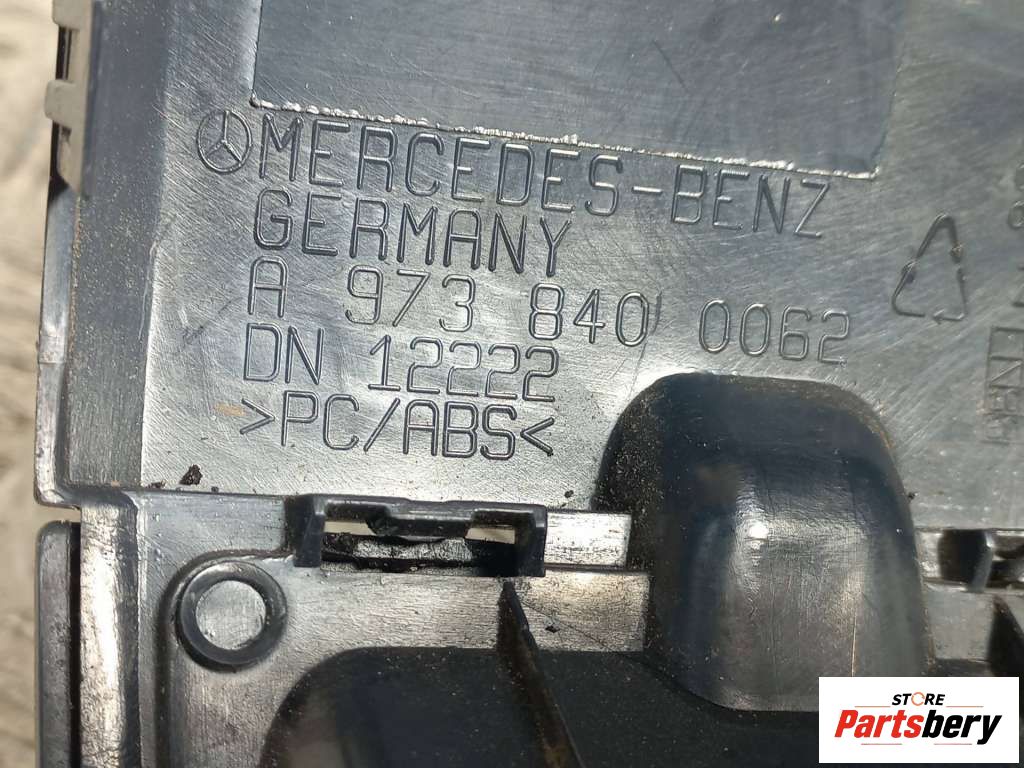 MERCEDES-BENZ
GERMANY
A 973 840 0062
DN 12222
>PC/ABS<
STORE
Partsbery